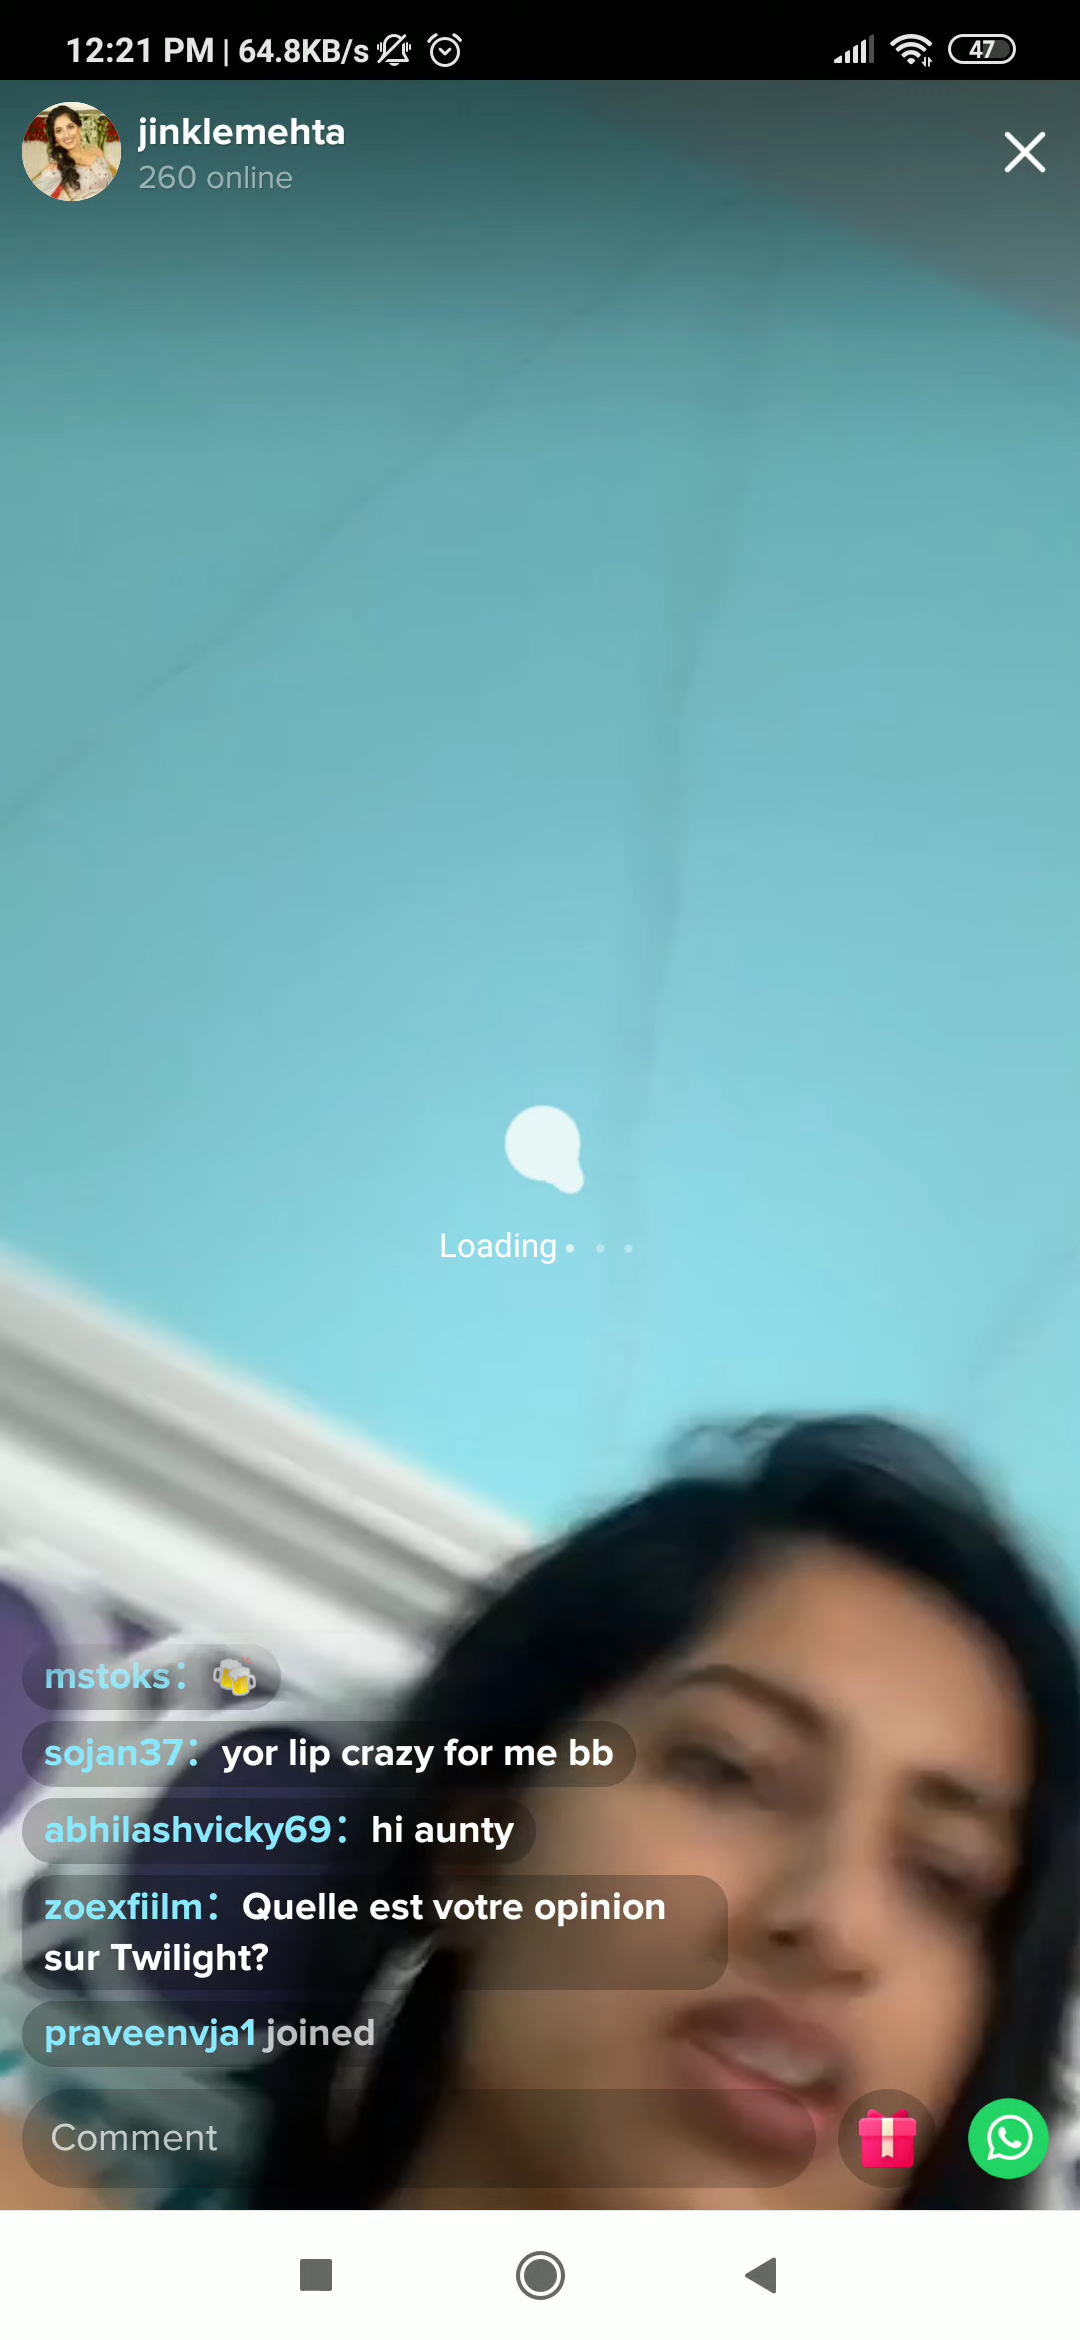 12:21 PM | 64.8KB/s
47
jinklemehta
260 online
Loading
mstoks:
sojan37: yor lip crazy for me bb
abhilashvicky69: hi aunty
zoexfiilm: Quelle est votre opinion
sur Twilight?
praveenvja1 joined
Comment